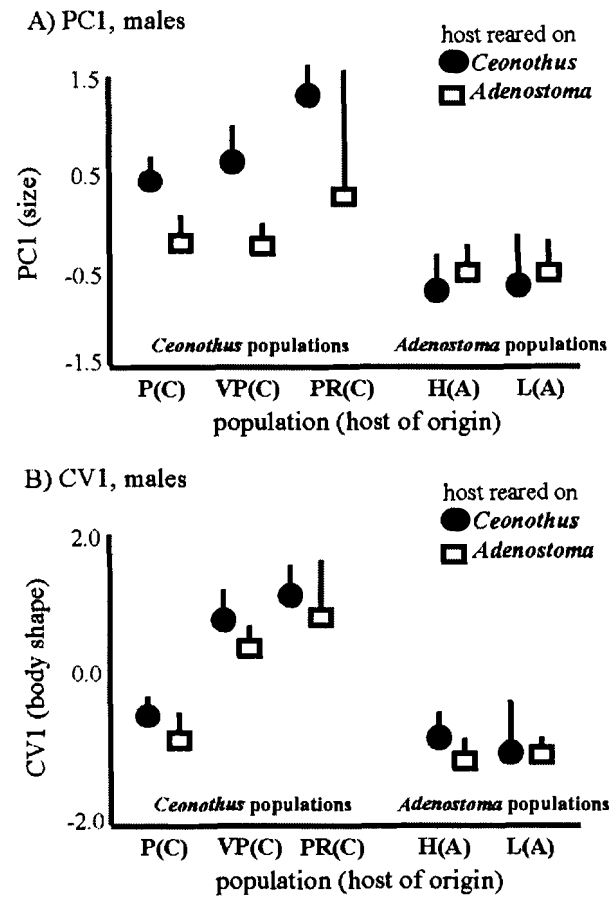 A) PC1, males
host reared on
Ceonothus
Adenostoma
1.5
0.5
-0.5
-1.5
PC1 (size)
Ceonothus populations
Adenostoma populations
P(C) VP(C) PR(C) H(A) L(A)
population (host of origin)
B) CV1, males
host reared on
Ceonothus
Adenostoma
2.0
0.0
-2.0
CV1 (body shape)
Ceonothus populations
Adenostoma populations
P(C) VP(C) PR(C) H(A) L(A)
population (host of origin)